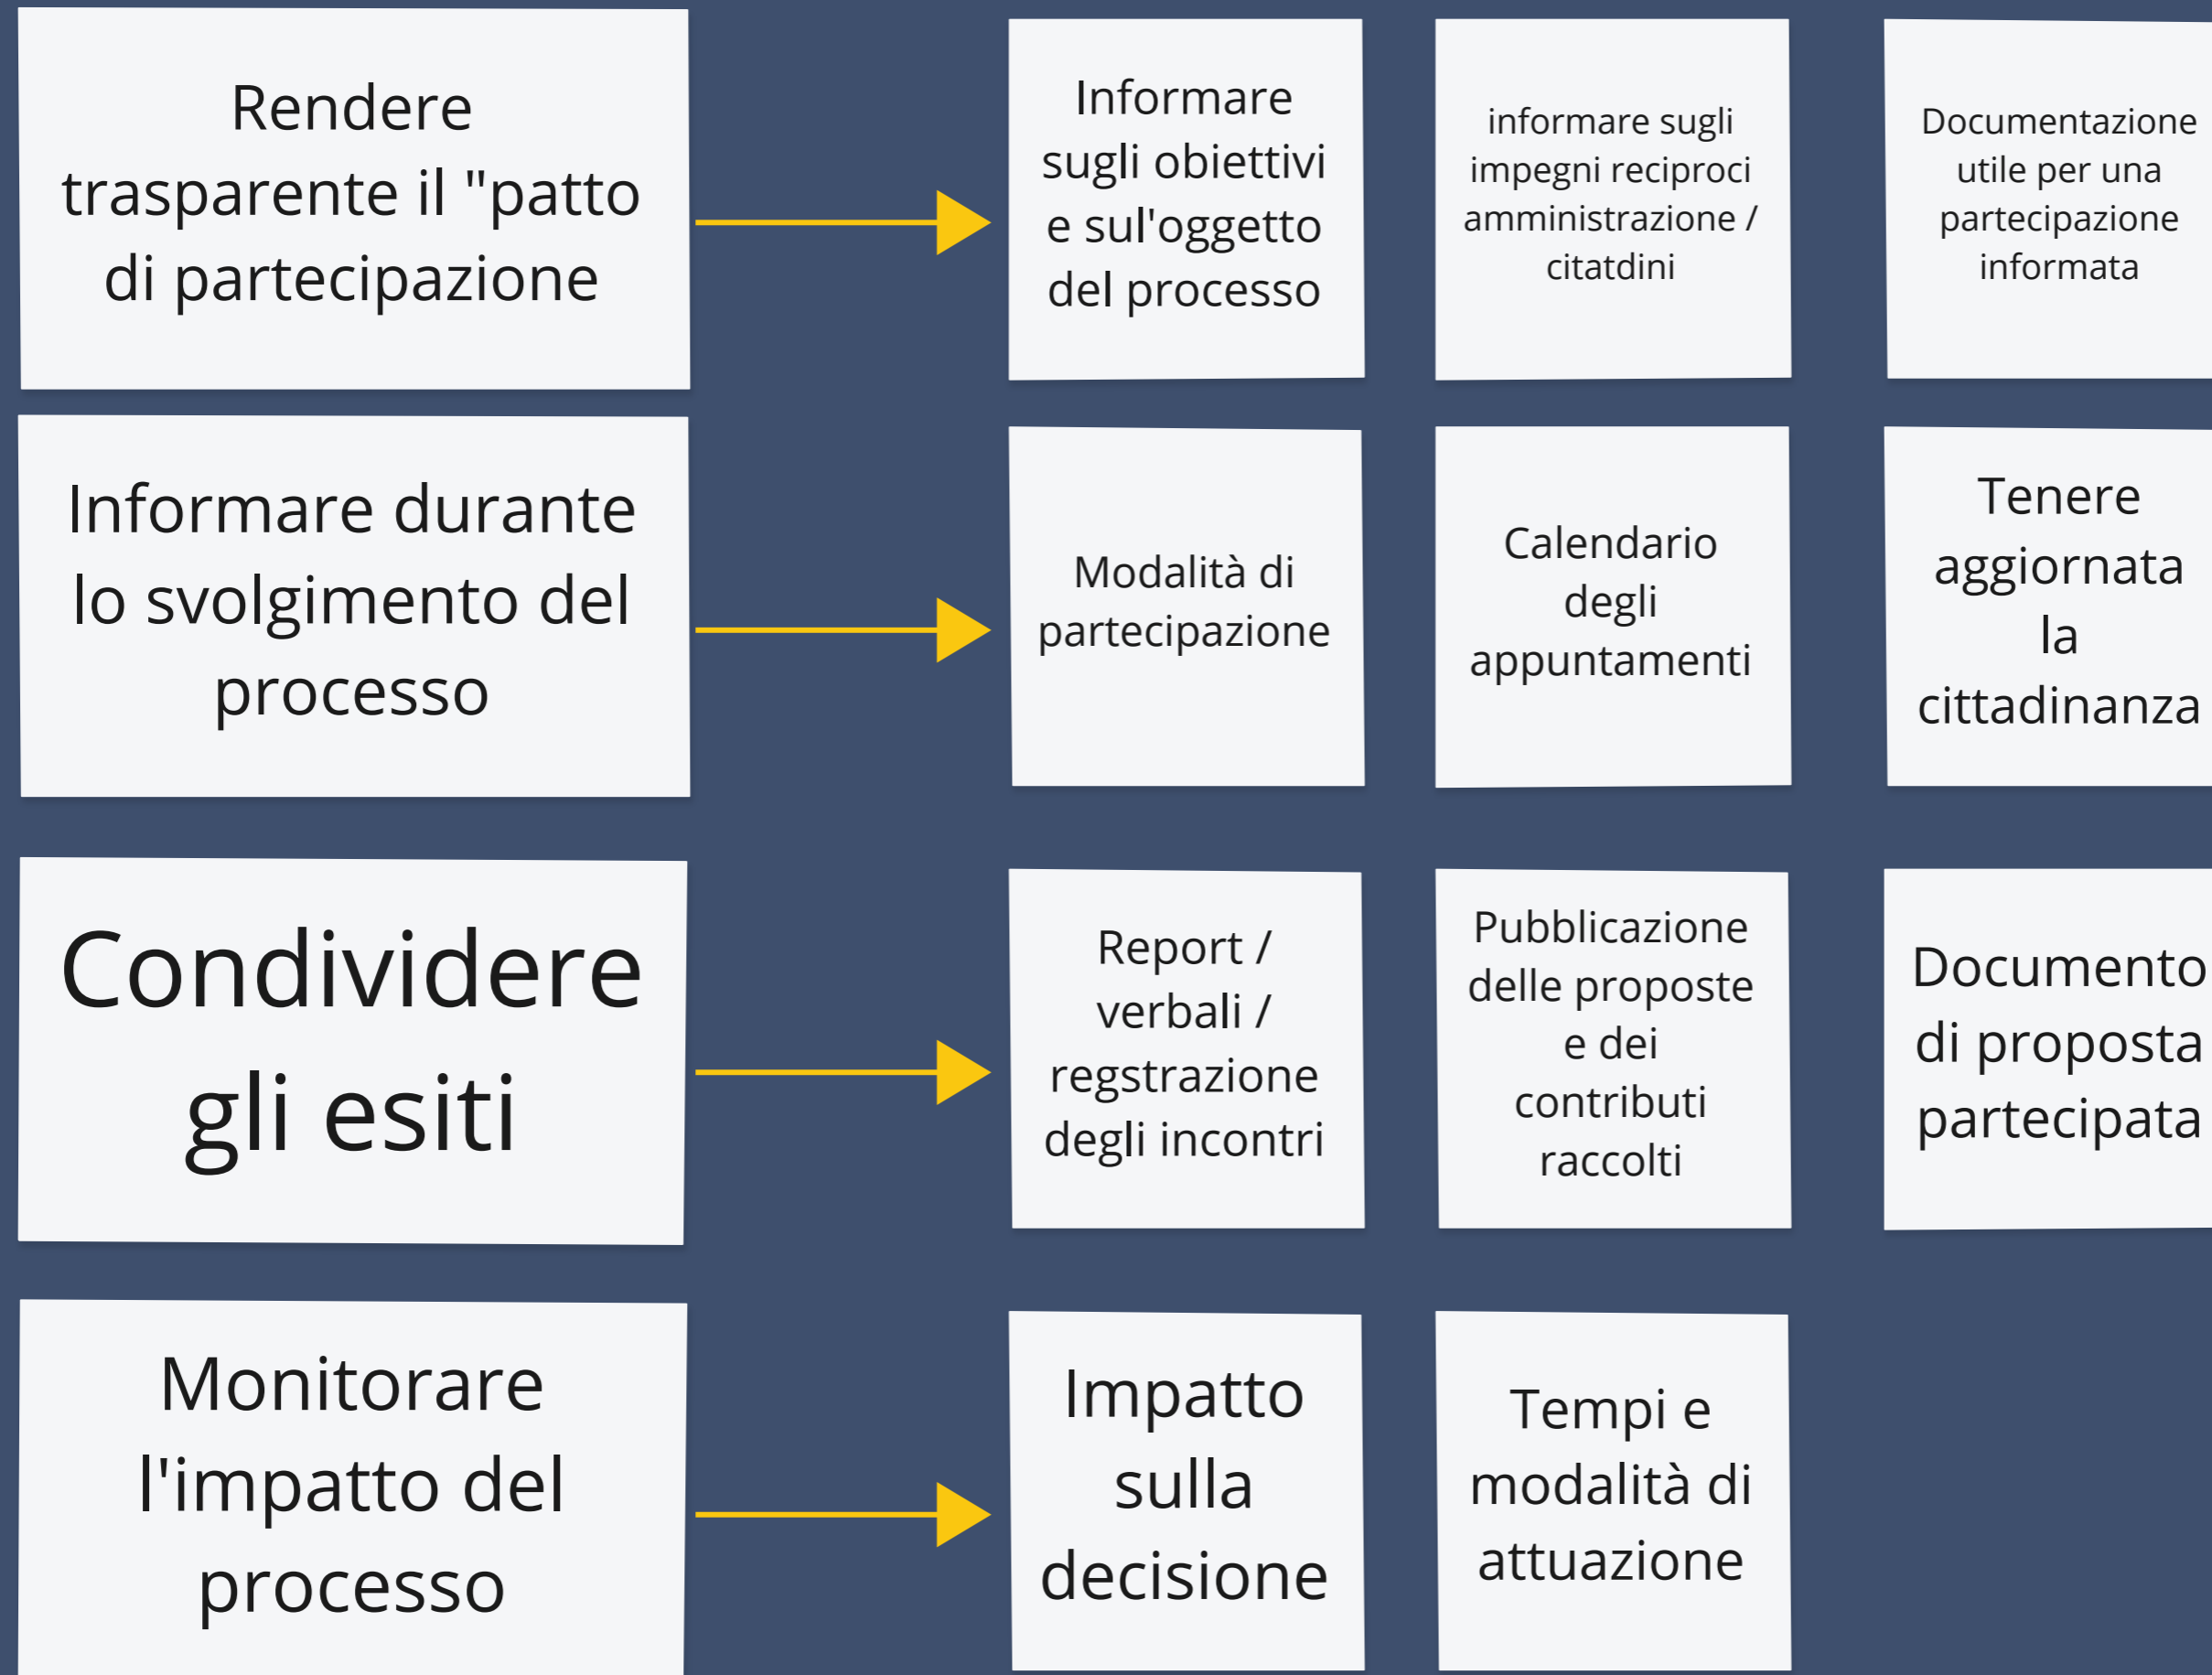 Rendere
trasparente il "patto
di partecipazione
Informare
sugli obiettivi
e sul'oggetto
del processo
informare sugli
impegni reciproci
amministrazione /
citatdini
Documentazione
utile per una
partecipazione
informata
Informare durante
lo svolgimento del
processo
Modalità di
partecipazione
Calendario
degli
appuntamenti
Tenere
aggiornata
la
cittadinanza
Condividere
gli esiti
Report /
verbali /
regstrazione
degli incontri
Pubblicazione
delle proposte
e dei
contributi
raccolti
Documento
di proposta
partecipata
Monitorare
l'impatto del
processo
Impatto
sulla
decisione
Tempi e
modalità di
attuazione